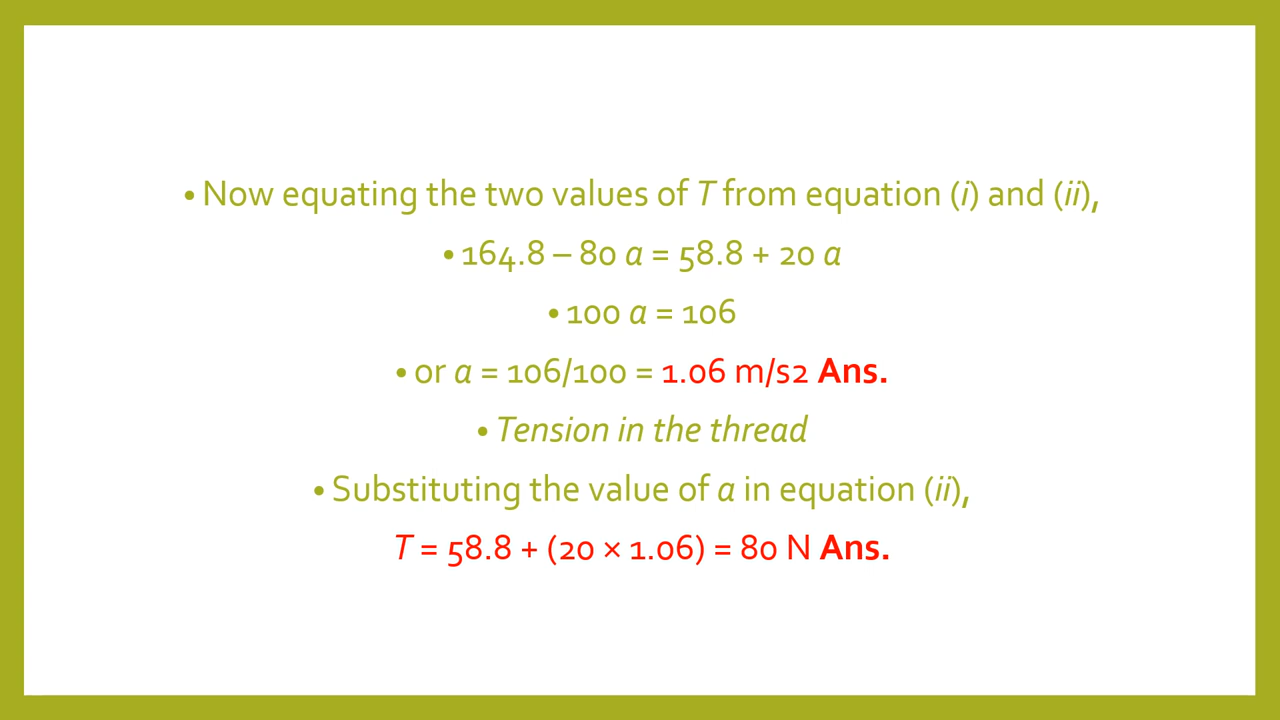 • Now equating the two values of T from equation (i) and (ii),
• 164.8 – 80 a = 58.8 + 20 a
• 100 a = 106
• or a = 106/100 = 1.06 m/s2 Ans.
• Tension in the thread
• Substituting the value of a in equation (ii),
T = 58.8 + (20 × 1.06) = 80 N Ans.